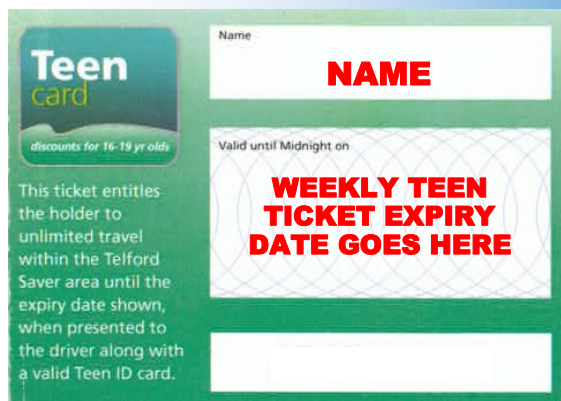 Teen
card
discounts for 16-19 yr olds
This ticket entitles
the holder to
unlimited travel
within the Telford
Saver area until the
expiry date shown,
when presented to
the driver along with
a valid Teen ID card.
Name
NAME
Valid until Midnight on
WEEKLY TEEN
TICKET EXPIRY
DATE GOES HERE